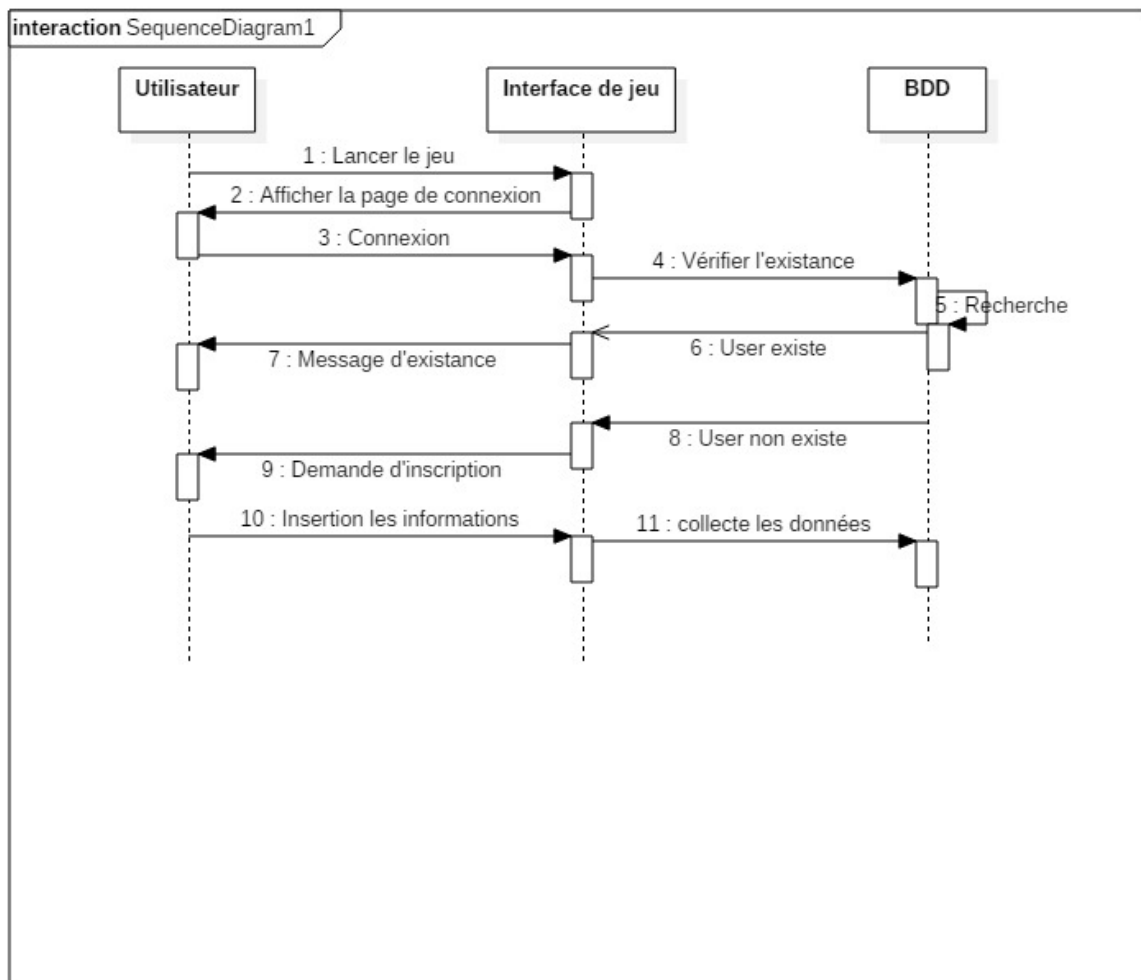 interaction SequenceDiagram1
Utilisateur
Interface de jeu
BDD
1 : Lancer le jeu
2 : Afficher la page de connexion
3 : Connexion
4 : Vérifier l'existance
5 : Recherche
6 : User existe
7 : Message d'existance
8 : User non existe
9 : Demande d'inscription
10 : Insertion les informations
11 : collecte les données